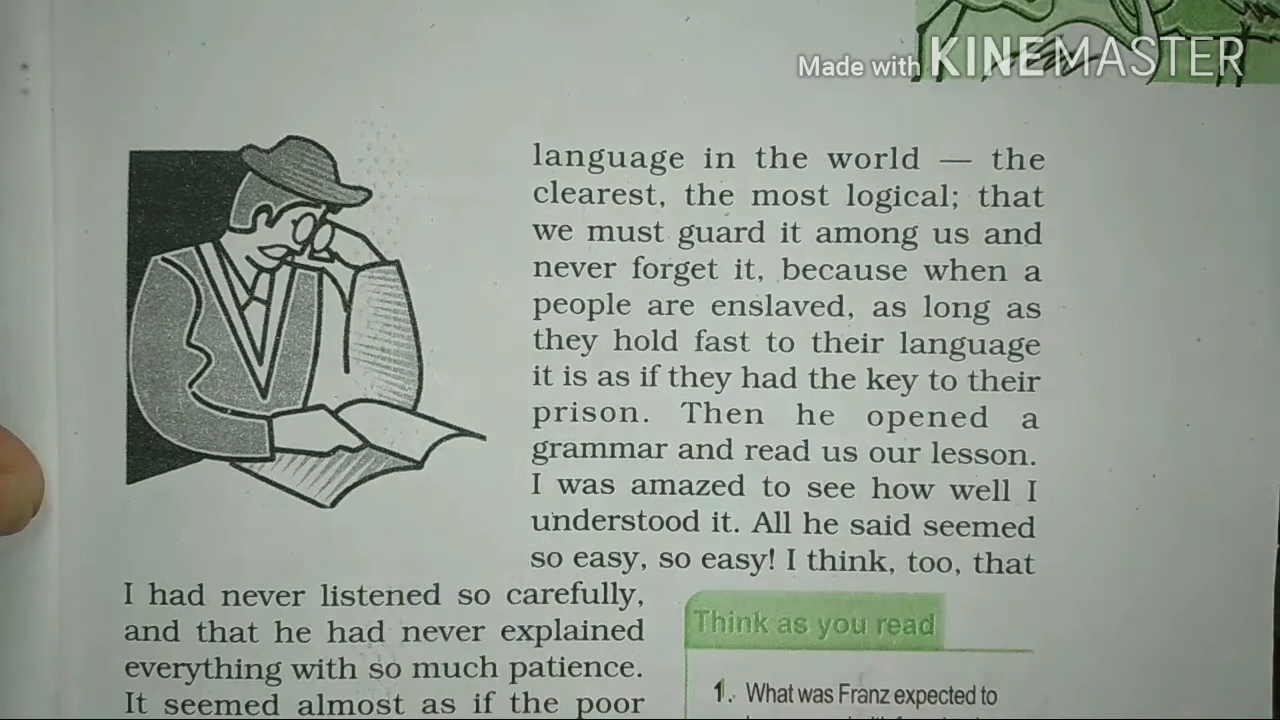 Made with KINEMASTER
language in the world — the
clearest, the most logical; that
we must guard it among us and
never forget it, because when a
people are enslaved, as long as
they hold fast to their language
it is as if they had the key to their
prison. Then he opened a
grammar and read us our lesson.
I was amazed to see how well I
understood it. All he said seemed
so easy, so easy! I think, too, that
I had never listened so carefully,
and that he had never explained
everything with so much patience.
It seemed almost as if the poor
Think as you read
1. What was Franz expected to